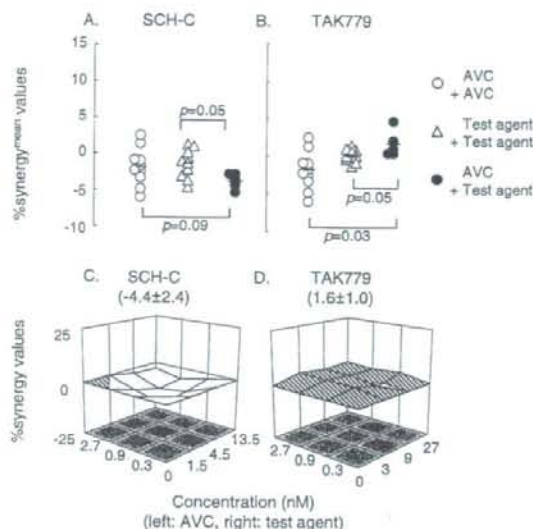 A. SCH-C
B. TAK779
%synergy^mean values
15
10
5
0
-5
-10
p=0.05
p=0.09
p=0.05
p=0.03
AVC
+ AVC
Test agent
+ Test agent
AVC
+ Test agent
C. SCH-C
(-4.4±2.4)
D. TAK779
(1.6±1.0)
%synergy values
25
0
-25
2.7 0.9 0.3 0 1.5 4.5 13.5
2.7 0.9 0.3 0 3 9 27
Concentration (nM)
(left: AVC, right: test agent)